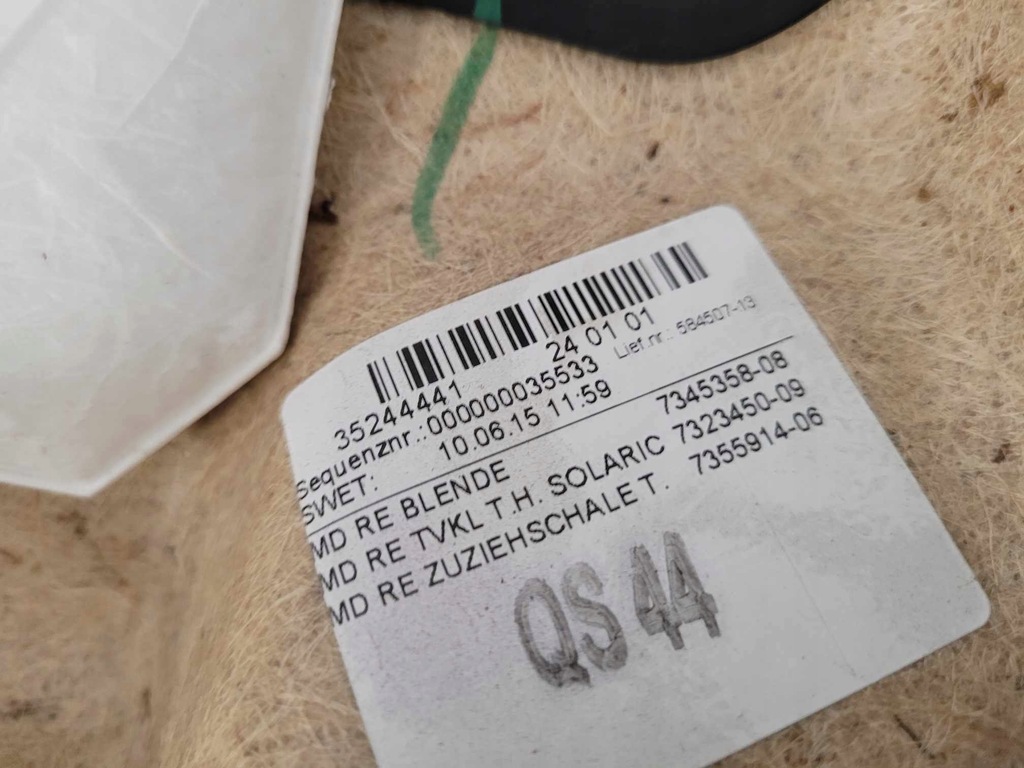 35244441 24 01 01
Sequenznr.:000000035533 Lief.nr.: 584507-13
SWET: 10.06.15 11:59
MD RE BLENDE 7345358-08
MD RE TVKL T.H. SOLARIC 7323450-09
MD RE ZUZIEHSCHALE T. 7355914-06
QS 44